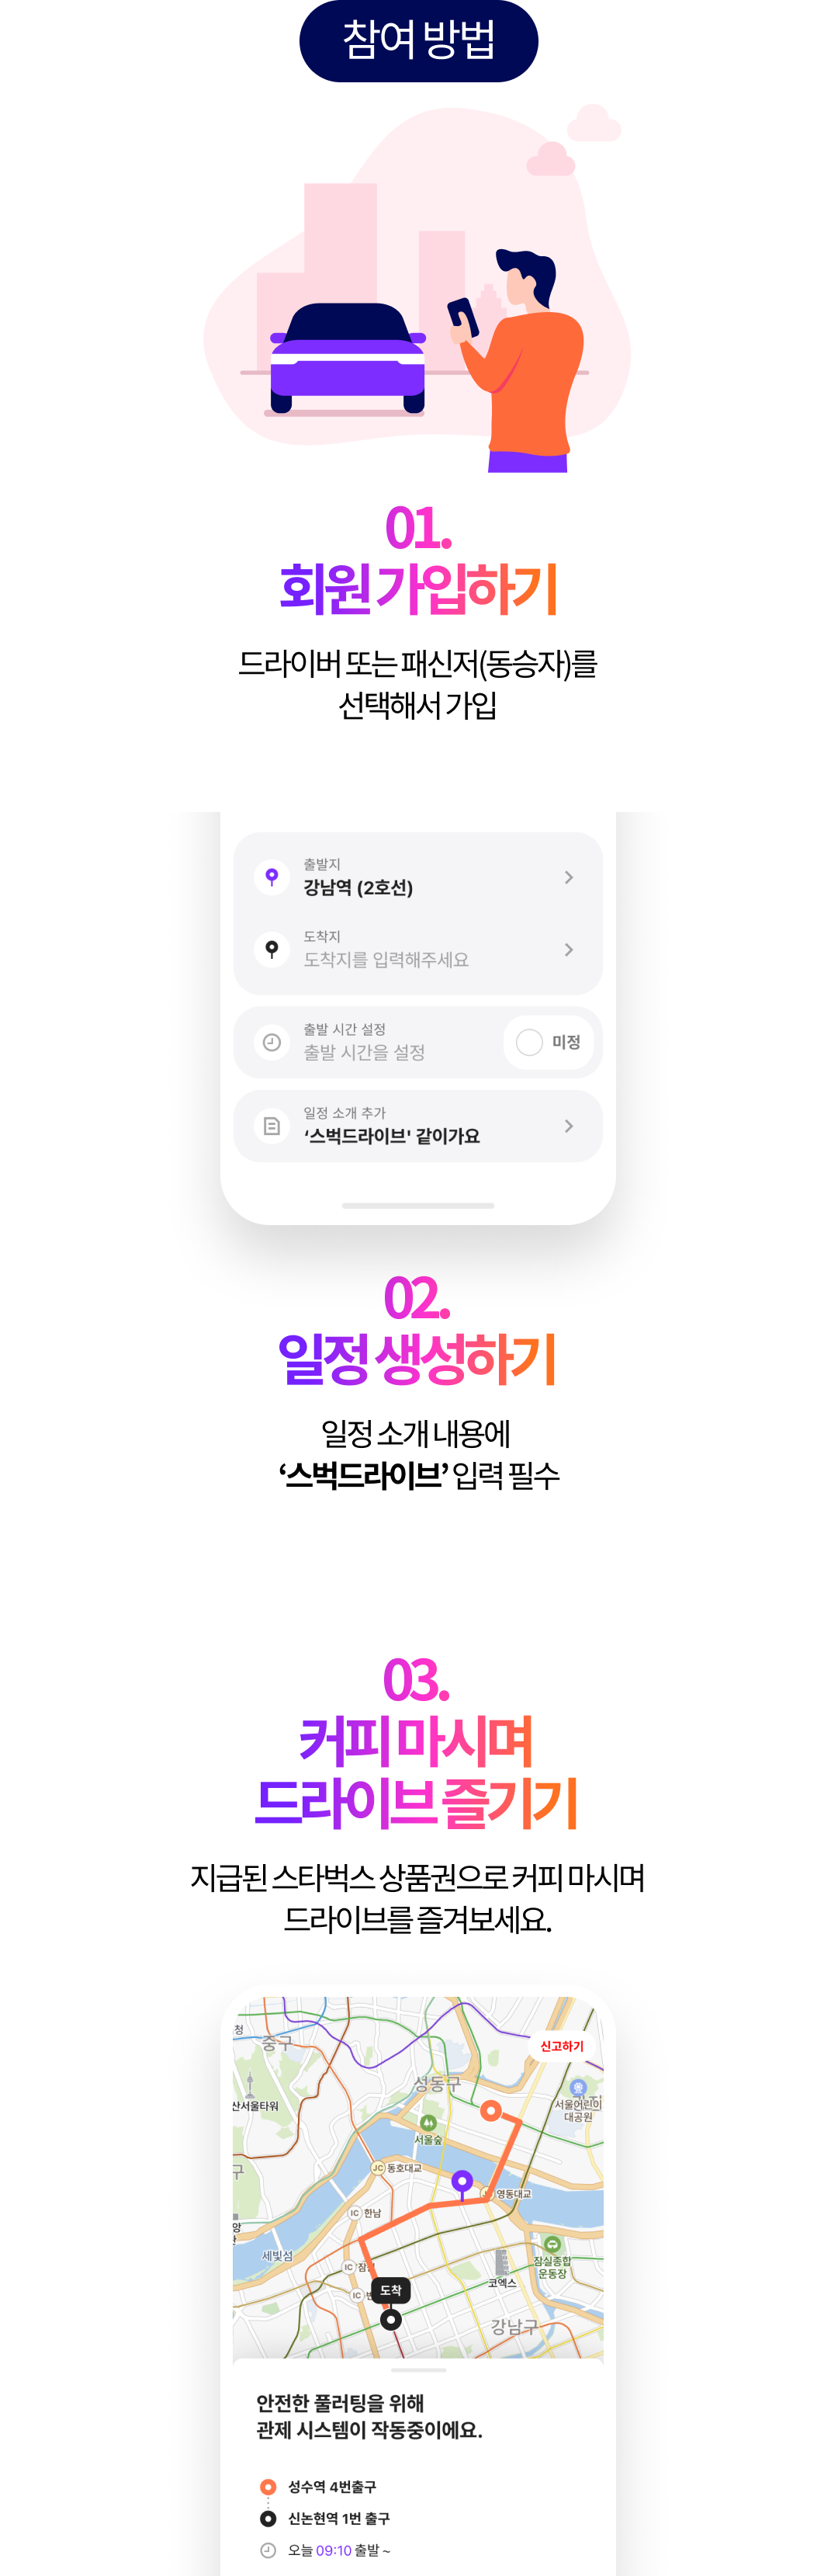 참여 방법
01.
회원 가입하기
드라이버 또는 패신저(동승자)를
선택해서 가입
출발지
강남역 (2호선)
도착지
도착지를 입력해주세요
출발 시간 설정
출발 시간을 설정
미정
일정 소개 추가
‘스벅드라이브' 같이가요
02.
일정 생성하기
일정 소개 내용에
‘스벅드라이브’ 입력 필수
03.
커피 마시며
드라이브 즐기기
지급된 스타벅스 상품권으로 커피 마시며
드라이브를 즐겨보세요.
청
중구
신고하기
성동구
산서울타워
서울어린이
대공원
서울숲
JC 동호대교
구
영동대교
IC 한남
세빛섬
잠실종합
운동장
IC
코엑스
도착
IC
강남구
안전한 풀러팅을 위해
관제 시스템이 작동중이에요.
성수역 4번출구
신논현역 1번 출구
오늘 09:10 출발 ~